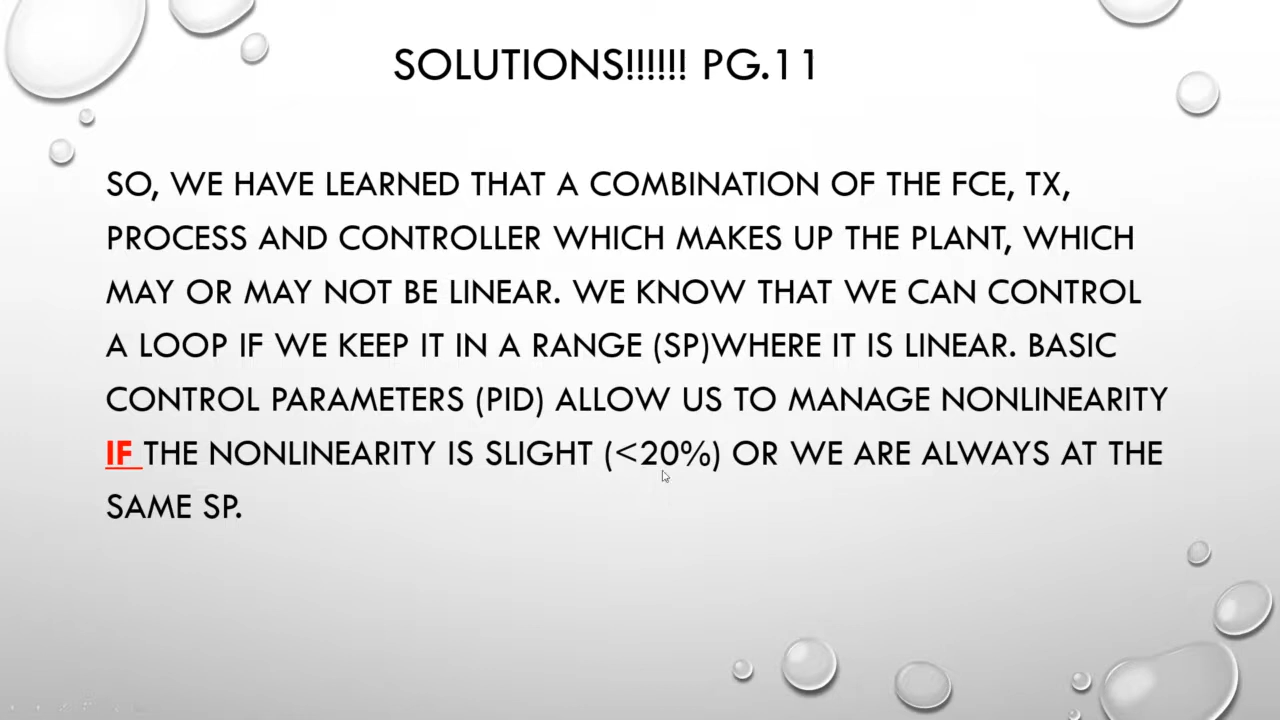 SOLUTIONS!!!!!! PG.11
SO, WE HAVE LEARNED THAT A COMBINATION OF THE FCE, TX,
PROCESS AND CONTROLLER WHICH MAKES UP THE PLANT, WHICH
MAY OR MAY NOT BE LINEAR. WE KNOW THAT WE CAN CONTROL
A LOOP IF WE KEEP IT IN A RANGE (SP)WHERE IT IS LINEAR. BASIC
CONTROL PARAMETERS (PID) ALLOW US TO MANAGE NONLINEARITY
IF THE NONLINEARITY IS SLIGHT (<20%) OR WE ARE ALWAYS AT THE
SAME SP.